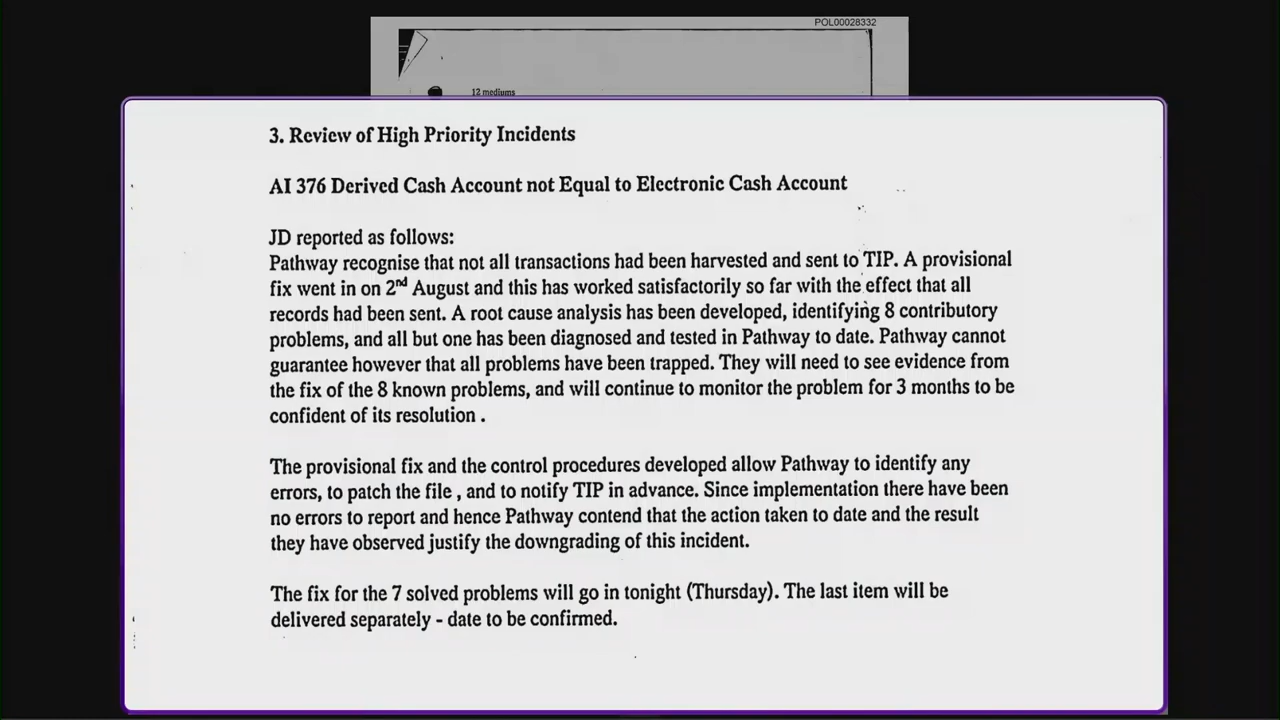 POL00028332
12 mediums
3. Review of High Priority Incidents
AI 376 Derived Cash Account not Equal to Electronic Cash Account
JD reported as follows:
Pathway recognise that not all transactions had been harvested and sent to TIP. A provisional
fix went in on 2nd August and this has worked satisfactorily so far with the effect that all
records had been sent. A root cause analysis has been developed, identifying 8 contributory
problems, and all but one has been diagnosed and tested in Pathway to date. Pathway cannot
guarantee however that all problems have been trapped. They will need to see evidence from
the fix of the 8 known problems, and will continue to monitor the problem for 3 months to be
confident of its resolution .
The provisional fix and the control procedures developed allow Pathway to identify any
errors, to patch the file , and to notify TIP in advance. Since implementation there have been
no errors to report and hence Pathway contend that the action taken to date and the result
they have observed justify the downgrading of this incident.
The fix for the 7 solved problems will go in tonight (Thursday). The last item will be
delivered separately - date to be confirmed.